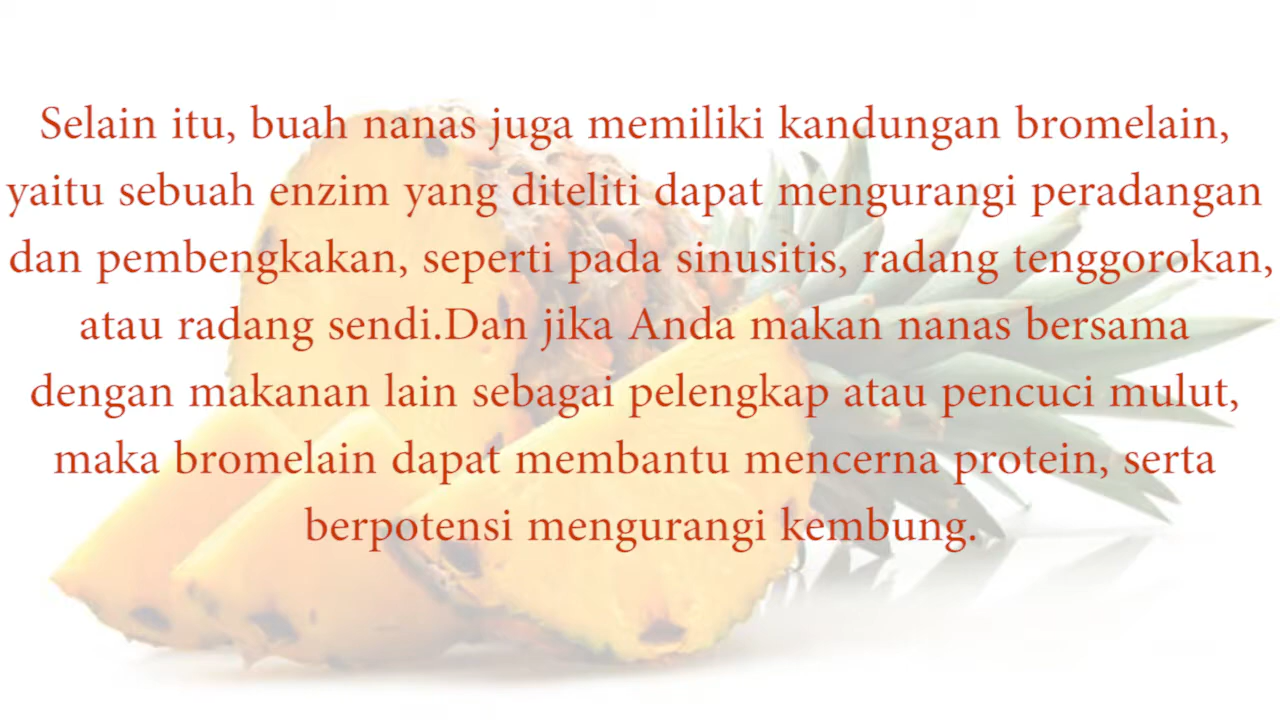 Selain itu, buah nanas juga memiliki kandungan bromelain,
yaitu sebuah enzim yang diteliti dapat mengurangi peradangan
dan pembengkakan, seperti pada sinusitis, radang tenggorokan,
atau radang sendi.Dan jika Anda makan nanas bersama
dengan makanan lain sebagai pelengkap atau pencuci mulut,
maka bromelain dapat membantu mencerna protein, serta
berpotensi mengurangi kembung.